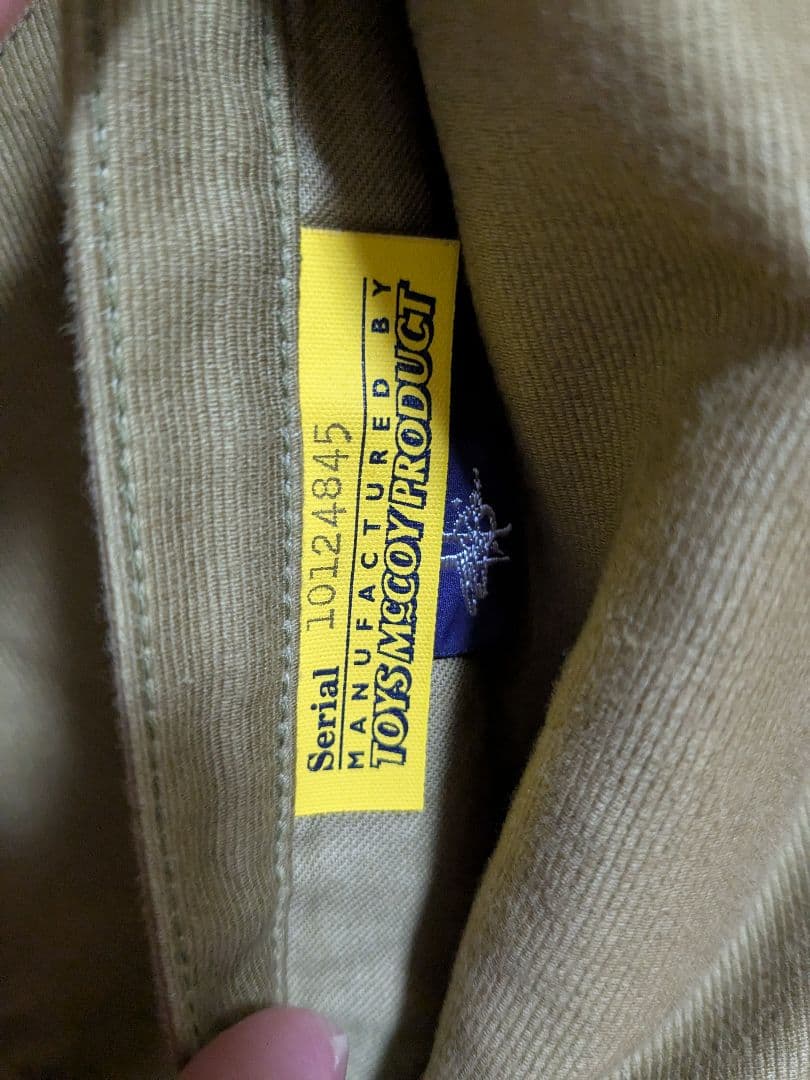 Serial 10124845
MANUFACTURED BY
TOYS McCOY PRODUCT